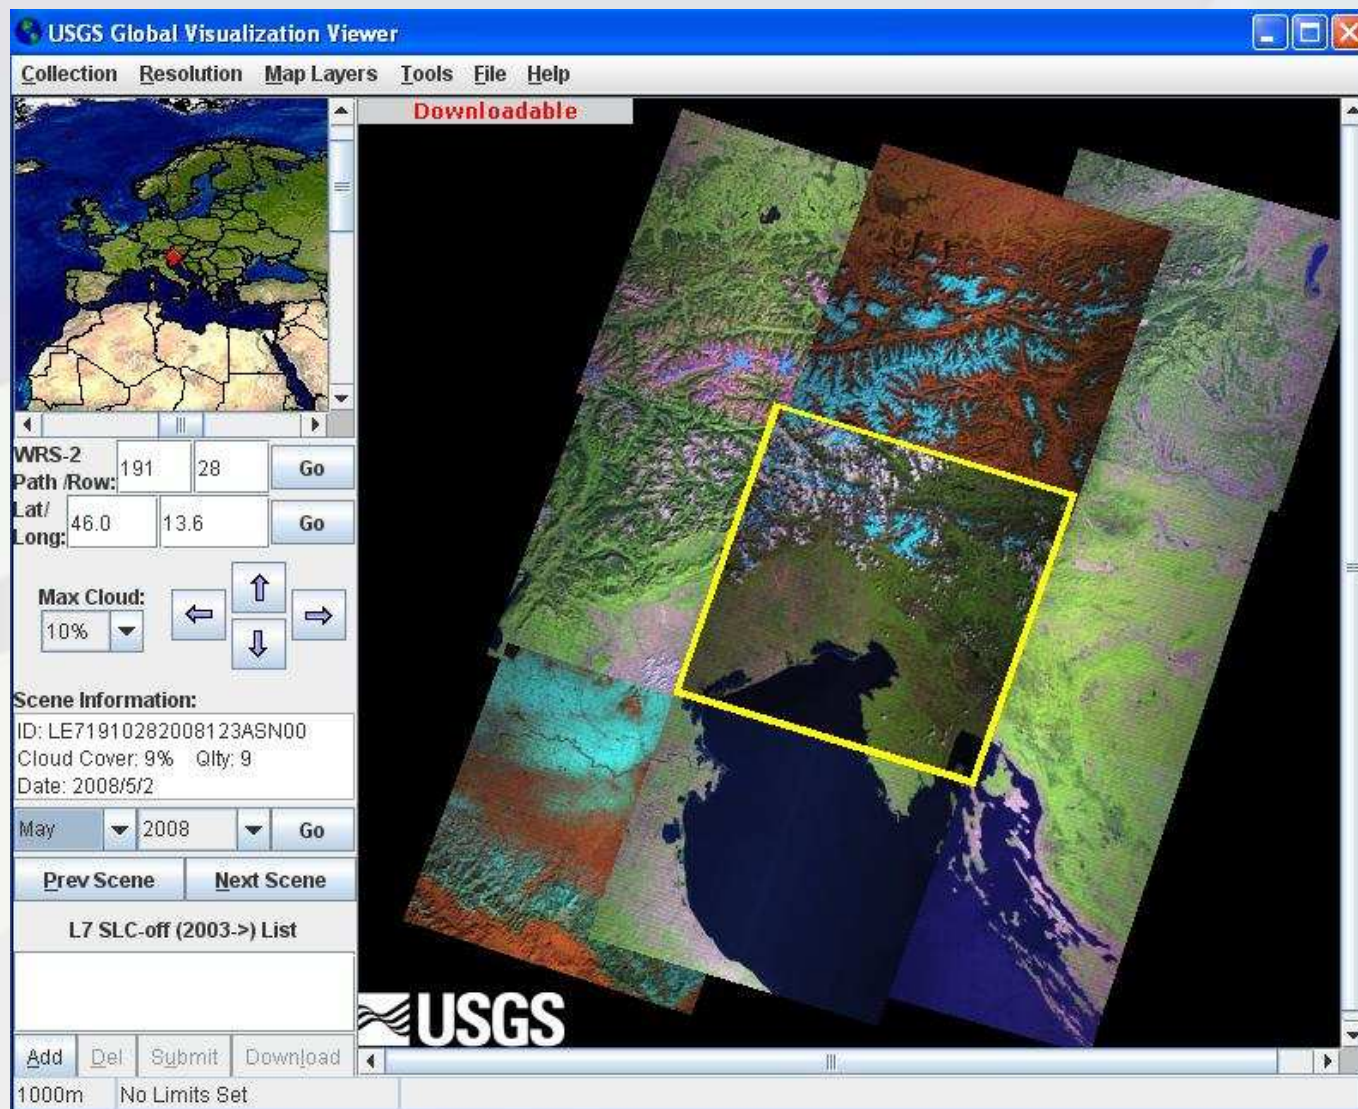 USGS Global Visualization Viewer
Collection Resolution Map Layers Tools File Help
Downloadable
WRS-2
Path /Row: 191 28 Go
Lat/
Long: 46.0 13.6 Go
Max Cloud:
10%
Scene Information:
ID: LE71910282008123ASN00
Cloud Cover: 9% Qlty: 9
Date: 2008/5/2
May 2008 Go
Prev Scene Next Scene
L7 SLC-off (2003->) List
USGS
Add Del Submit Download
1000m No Limits Set